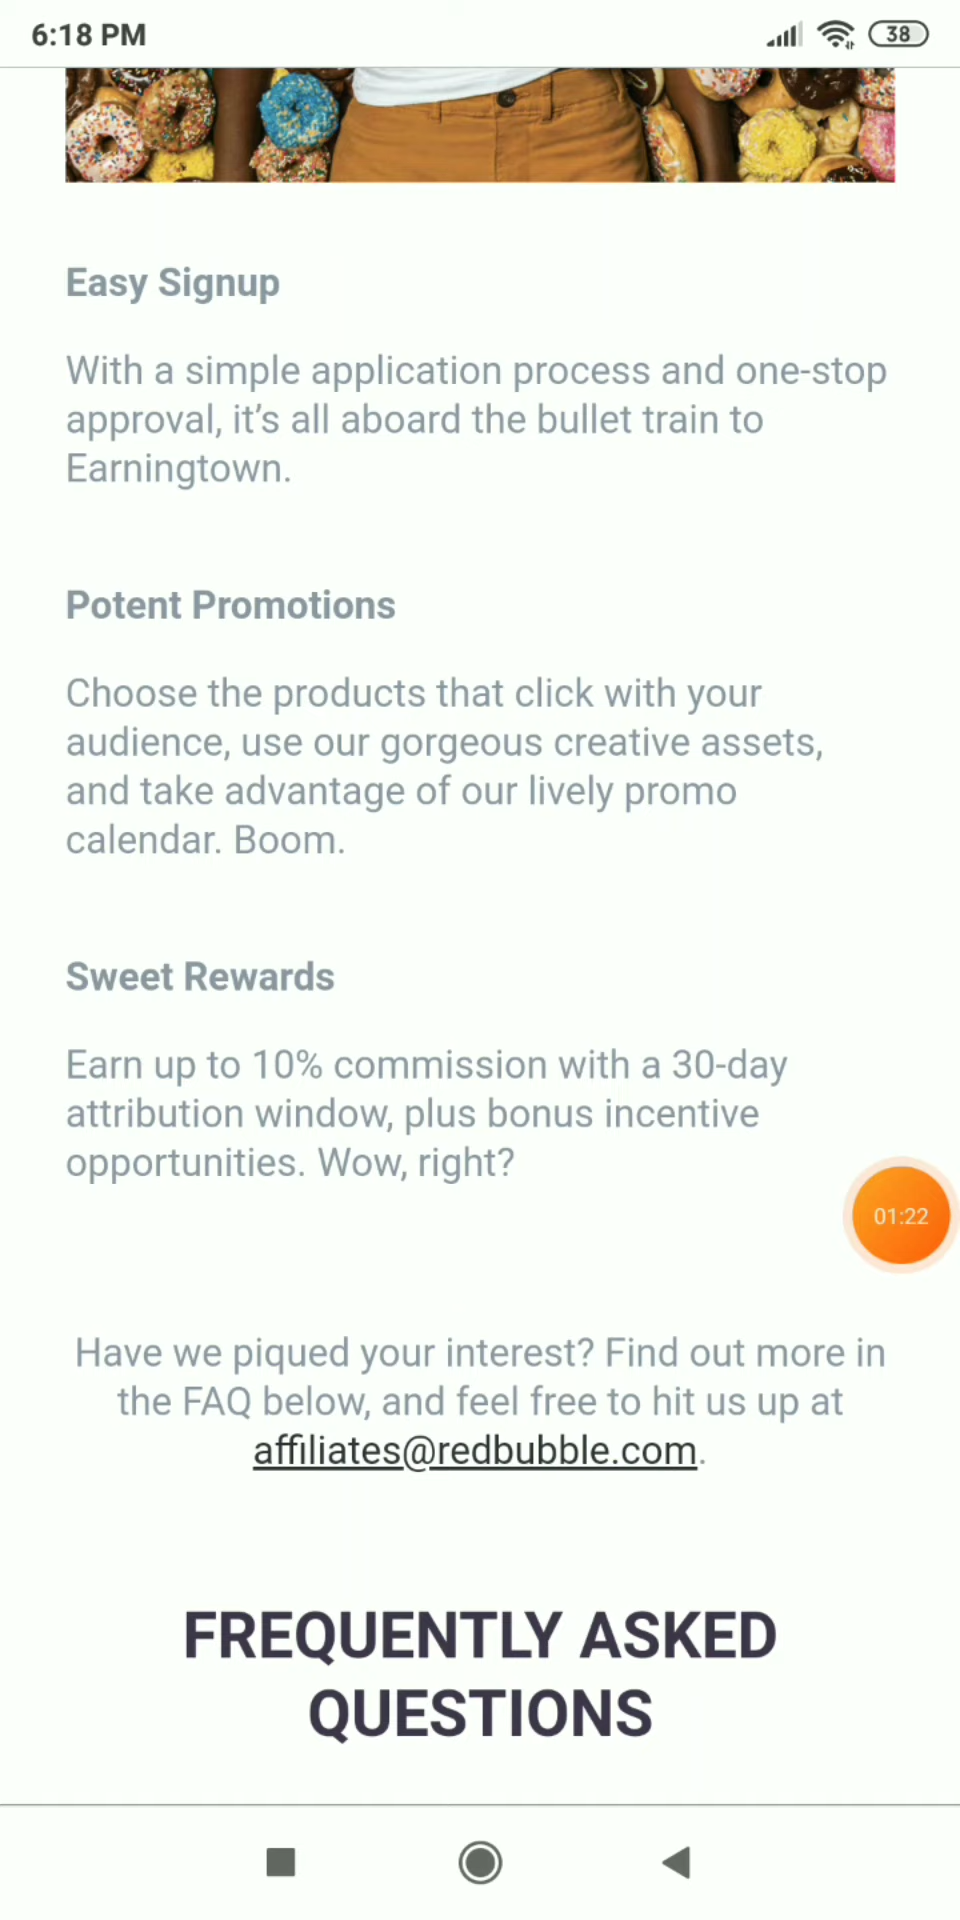 6:18 PM
38
Easy Signup
With a simple application process and one-stop
approval, it’s all aboard the bullet train to
Earningtown.
Potent Promotions
Choose the products that click with your
audience, use our gorgeous creative assets,
and take advantage of our lively promo
calendar. Boom.
Sweet Rewards
Earn up to 10% commission with a 30-day
attribution window, plus bonus incentive
opportunities. Wow, right?
01:22
Have we piqued your interest? Find out more in
the FAQ below, and feel free to hit us up at
affiliates@redbubble.com.
FREQUENTLY ASKED
QUESTIONS